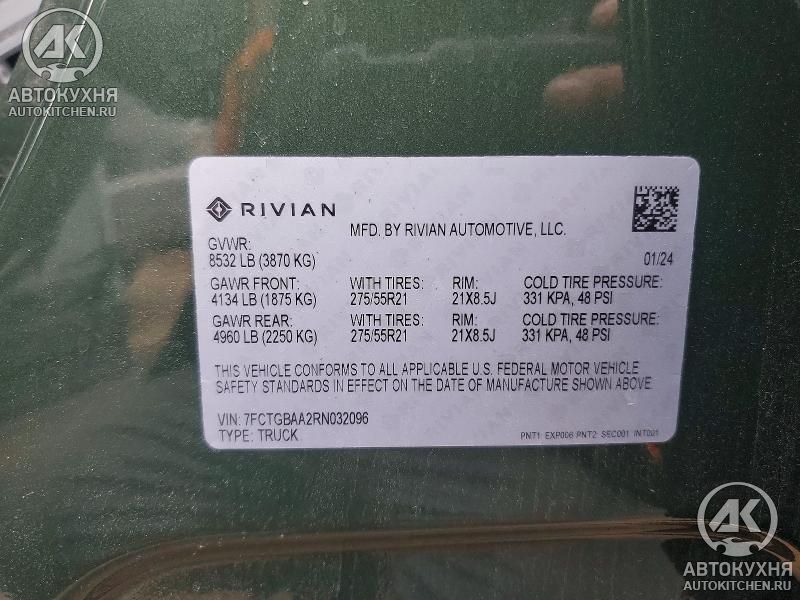 АВТОКУХНЯ
AUTOKITCHEN.RU
RIVIAN
MFD. BY RIVIAN AUTOMOTIVE, LLC.
GVWR:
8532 LB (3870 KG) 01/24
GAWR FRONT: WITH TIRES: RIM: COLD TIRE PRESSURE:
4134 LB (1875 KG) 275/55R21 21X8.5J 331 KPA, 48 PSI
GAWR REAR: WITH TIRES: RIM: COLD TIRE PRESSURE:
4960 LB (2250 KG) 275/55R21 21X8.5J 331 KPA, 48 PSI
THIS VEHICLE CONFORMS TO ALL APPLICABLE U.S. FEDERAL MOTOR VEHICLE
SAFETY STANDARDS IN EFFECT ON THE DATE OF MANUFACTURE SHOWN ABOVE
VIN: 7FCTGBAA2RN032096
TYPE: TRUCK PNT1: EXP006 PNT2: SEC001 INT001
АВТОКУХНЯ
AUTOKITCHEN.RU